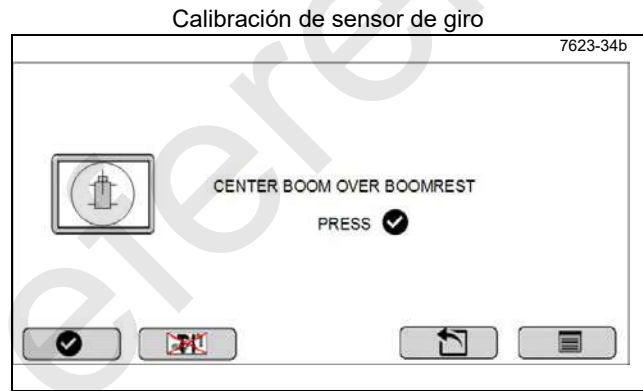 Calibración de sensor de giro
7623-34b
CENTER BOOM OVER BOOMREST
PRESS